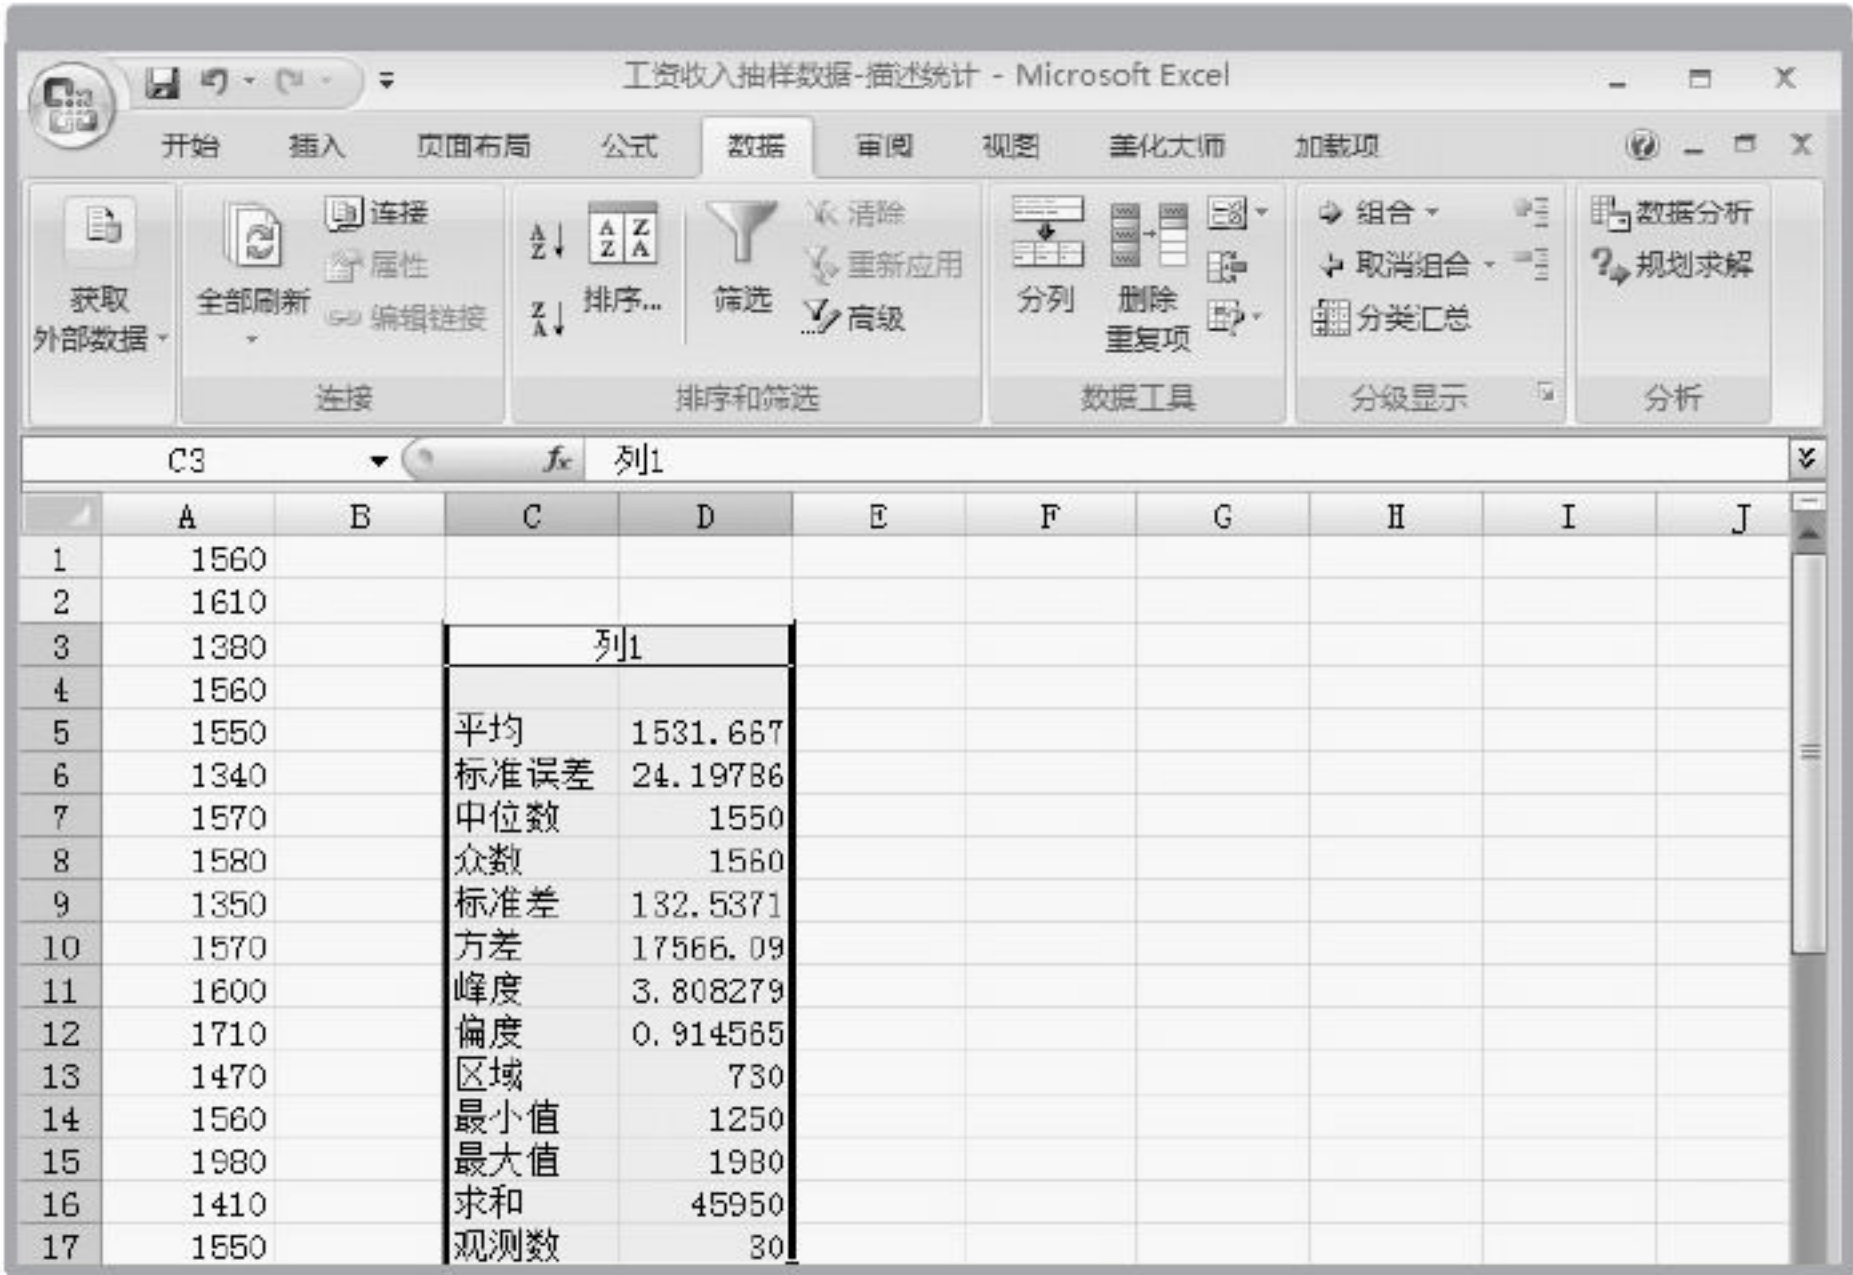 工资收入抽样数据-描述统计 - Microsoft Excel
开始 插入 页面布局 公式 数据 审阅 视图 美化大师 加载项
获取
外部数据
全部刷新
连接
属性
编辑链接
连接
排序...
筛选
清除
重新应用
高级
排序和筛选
分列
删除
重复项
数据工具
组合
取消组合
分类汇总
分级显示
数据分析
规划求解
分析
C3 fx 列1
A B C D E F G H I J
1 1560
2 1610
3 1380 列1
4 1560
5 1550 平均 1531.667
6 1340 标准误差 24.19786
7 1570 中位数 1550
8 1580 众数 1560
9 1350 标准差 132.5371
10 1570 方差 17566.09
11 1600 峰度 3.808279
12 1710 偏度 0.914565
13 1470 区域 730
14 1560 最小值 1250
15 1980 最大值 1980
16 1410 求和 45950
17 1550 观测数 30